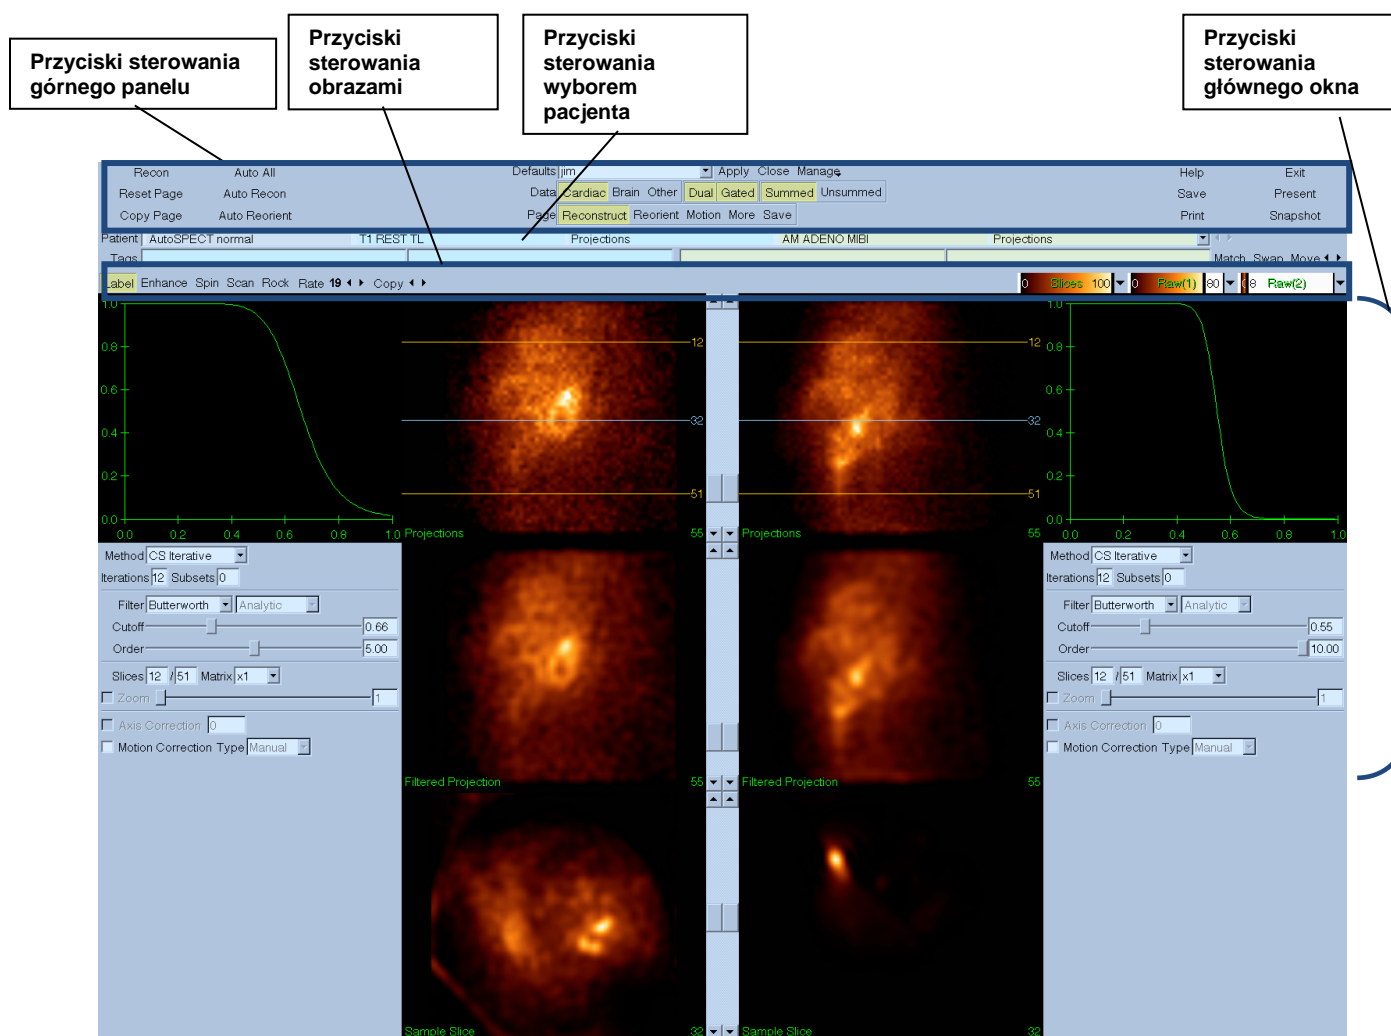 Przyciski sterowania
górnego panelu
Przyciski
sterowania
obrazami
Przyciski
sterowania
wyborem
pacjenta
Przyciski
sterowania
głównego okna
Recon Auto All Defaults jim Apply Close Manage Help Exit
Reset Page Auto Recon Data Cardiac Brain Other Dual Gated Summed Unsummed Save Present
Copy Page Auto Reorient Page Reconstruct Reorient Motion More Save Print Snapshot
Patient AutoSPECT normal T1 REST TL Projections AM ADENO MIBI Projections
Tags Match Swap Move
Label Enhance Spin Scan Rock Rate 19 Copy 0 Slices 100 0 Raw(1) 80 Raw(2)
1.0
0.8
0.6
0.4
0.2
0.0
0.0 0.2 0.4 0.6 0.8 1.0
12
32
51
Projections 55
12
32
51
Projections 55
1.0
0.8
0.6
0.4
0.2
0.0
0.0 0.2 0.4 0.6 0.8 1.0
Method CS Iterative
Iterations 12 Subsets 0
Filter Butterworth Analytic
Cutoff 0.66
Order 5.00
Slices 12 / 51 Matrix x1
Zoom 1
Axis Correction 0
Motion Correction Type Manual
Filtered Projection 55
Filtered Projection 55
Method CS Iterative
Iterations 12 Subsets 0
Filter Butterworth Analytic
Cutoff 0.55
Order 10.00
Slices 12 / 51 Matrix x1
Zoom 1
Axis Correction 0
Motion Correction Type Manual
Sample Slice 32
Sample Slice 32